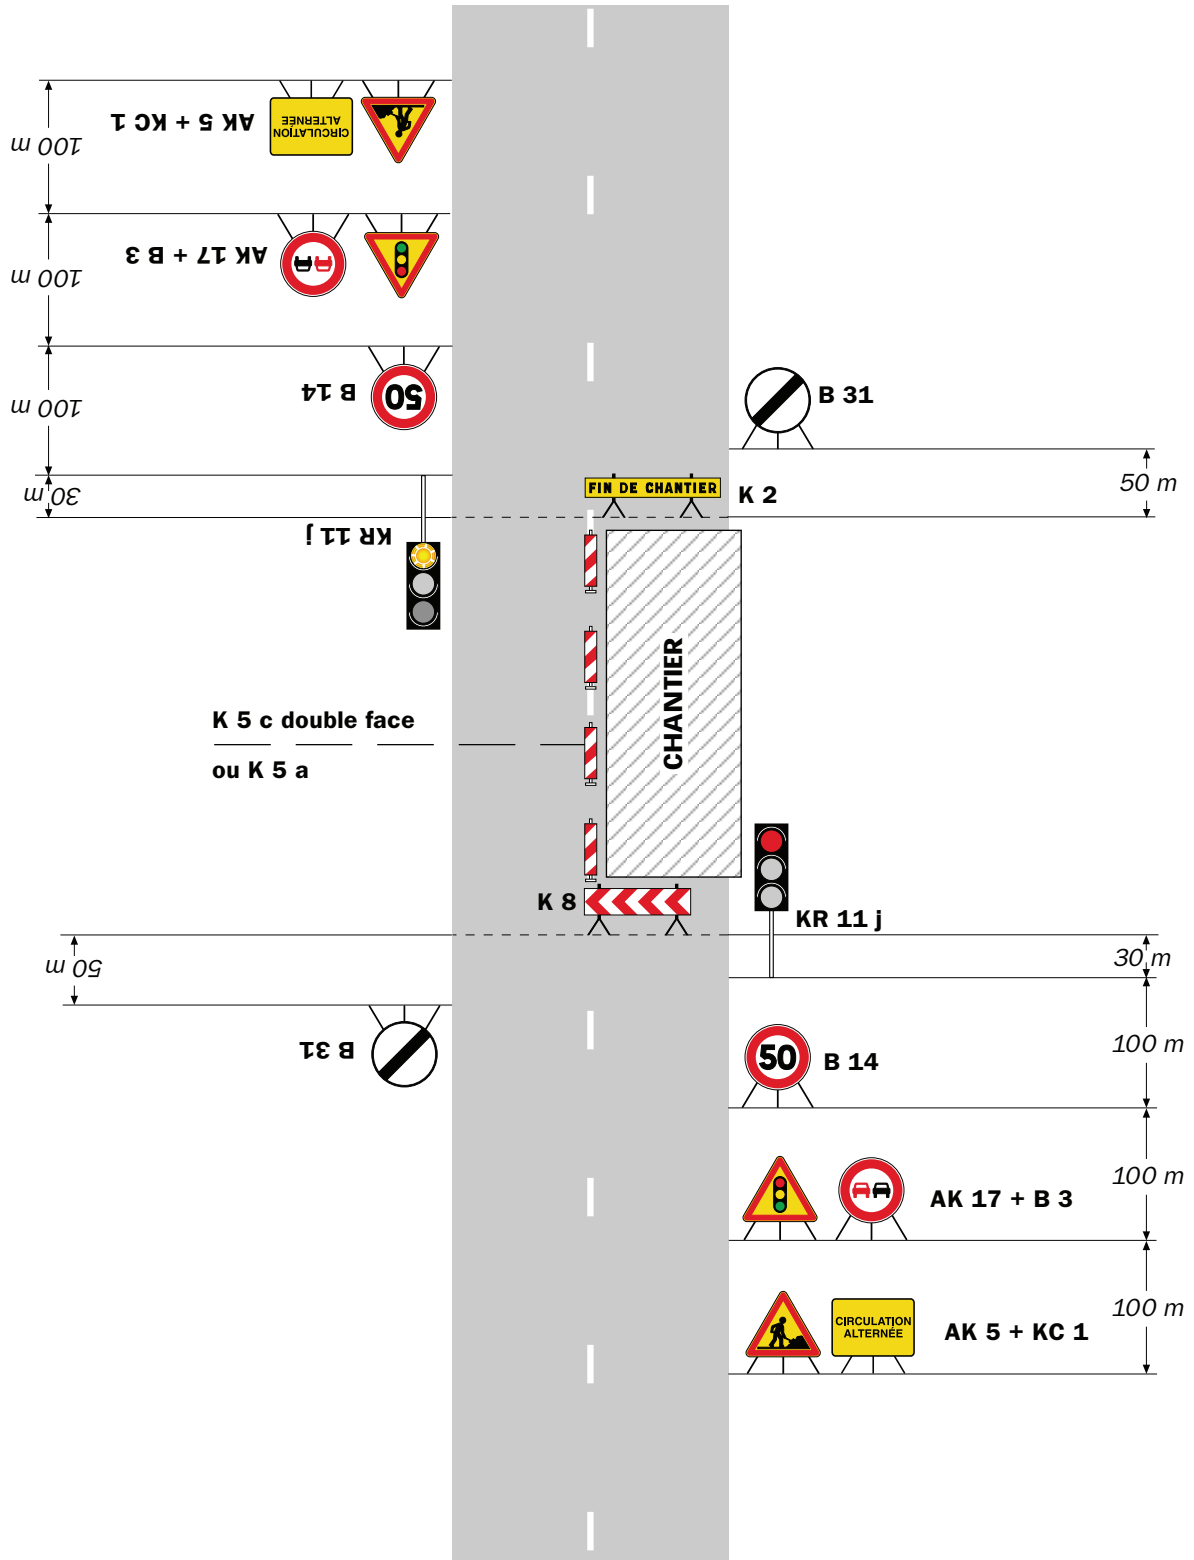 AK 5 + KC 1
CIRCULATION
ALTERNÉE
100 m
AK 17 + B 3
100 m
B 14
50
100 m
B 31
50 m
30 m
FIN DE CHANTIER
K 2
KR 11 j
CHANTIER
K 5 c double face
ou K 5 a
K 8
KR 11 j
50 m
30 m
B 31
50
B 14
100 m
AK 17 + B 3
100 m
CIRCULATION
ALTERNÉE
AK 5 + KC 1
100 m